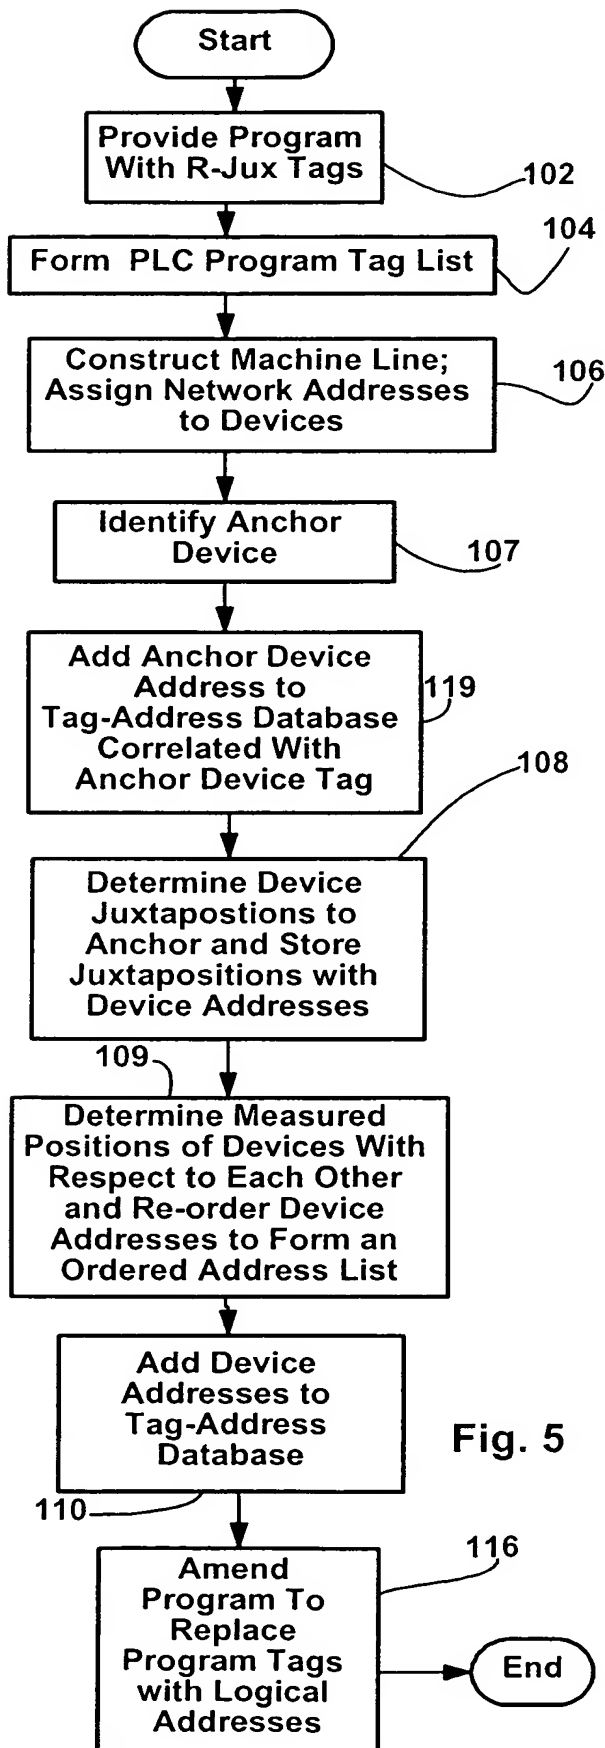 Start
Provide Program
With R-Jux Tags
102
Form PLC Program Tag List
104
Construct Machine Line;
Assign Network Addresses
to Devices
106
Identify Anchor
Device
107
Add Anchor Device
Address to
Tag-Address Database
Correlated With
Anchor Device Tag
119
108
Determine Device
Juxtapostions to
Anchor and Store
Juxtapositions with
Device Addresses
109
Determine Measured
Positions of Devices With
Respect to Each Other
and Re-order Device
Addresses to Form an
Ordered Address List
Add Device
Addresses to
Tag-Address
Database
Fig. 5
110
Amend
Program To
Replace
Program Tags
with Logical
Addresses
116
End